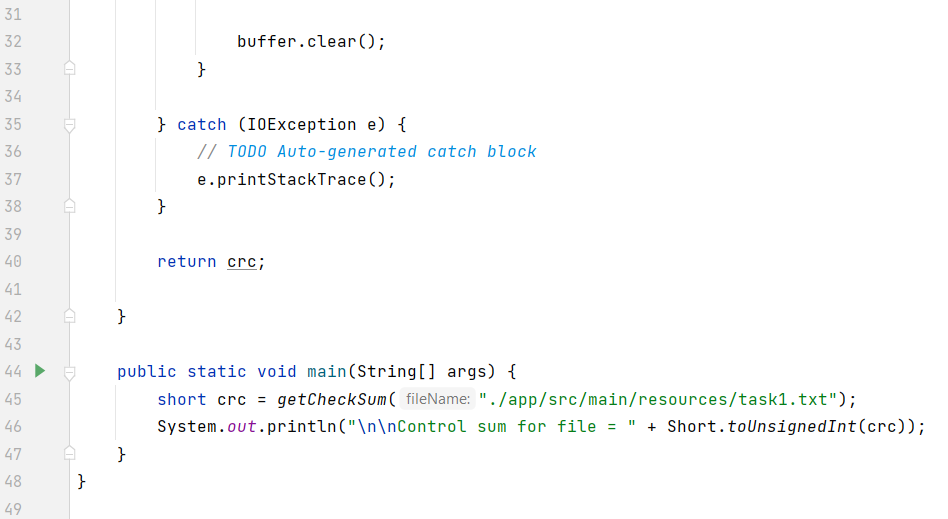 31
32 buffer.clear();
33 }
34
35 } catch (IOException e) {
36 // TODO Auto-generated catch block
37 e.printStackTrace();
38 }
39
40 return crc;
41
42 }
43
44 public static void main(String[] args) {
45 short crc = getCheckSum( fileName: "./app/src/main/resources/task1.txt");
46 System.out.println("\n\nControl sum for file = " + Short.toUnsignedInt(crc));
47 }
48 }
49